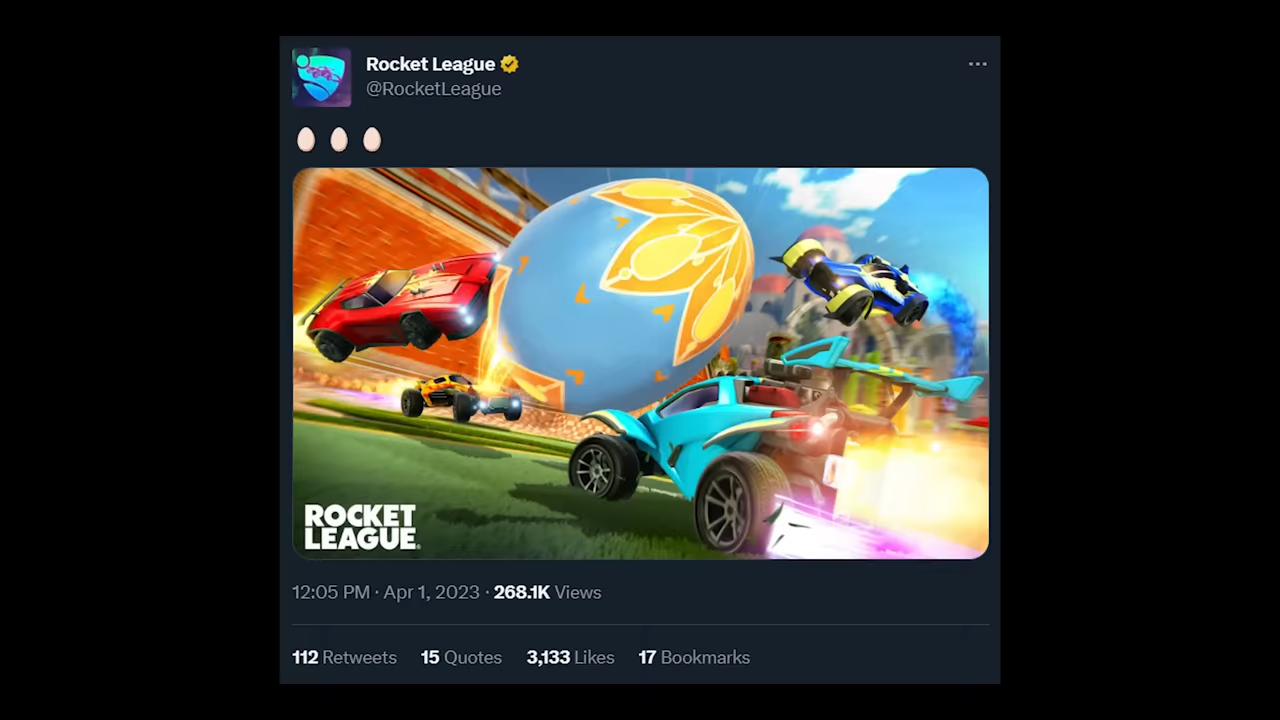 Rocket League
@RocketLeague
🥚 🥚 🥚
ROCKET
LEAGUE
12:05 PM · Apr 1, 2023 · 268.1K Views
112 Retweets 15 Quotes 3,133 Likes 17 Bookmarks